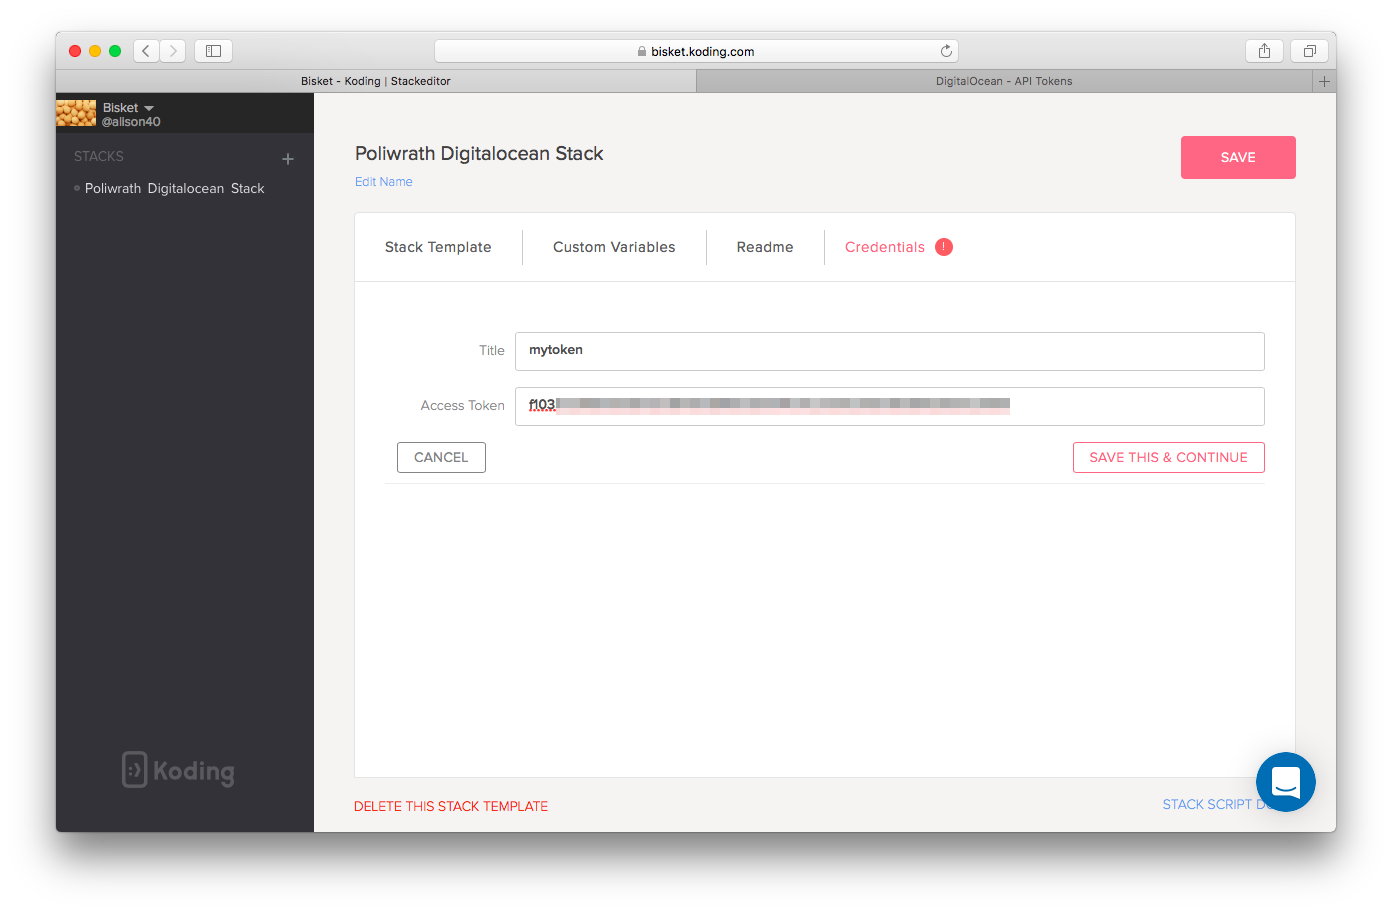 bisket.koding.com
Bisket - Koding | Stackeditor
DigitalOcean - API Tokens
Bisket
@alison40
STACKS
Poliwrath Digitalocean Stack
Poliwrath Digitalocean Stack
Edit Name
SAVE
Stack Template
Custom Variables
Readme
Credentials !
Title
mytoken
Access Token
f103
CANCEL
SAVE THIS & CONTINUE
:) Koding
DELETE THIS STACK TEMPLATE
STACK SCRIPT